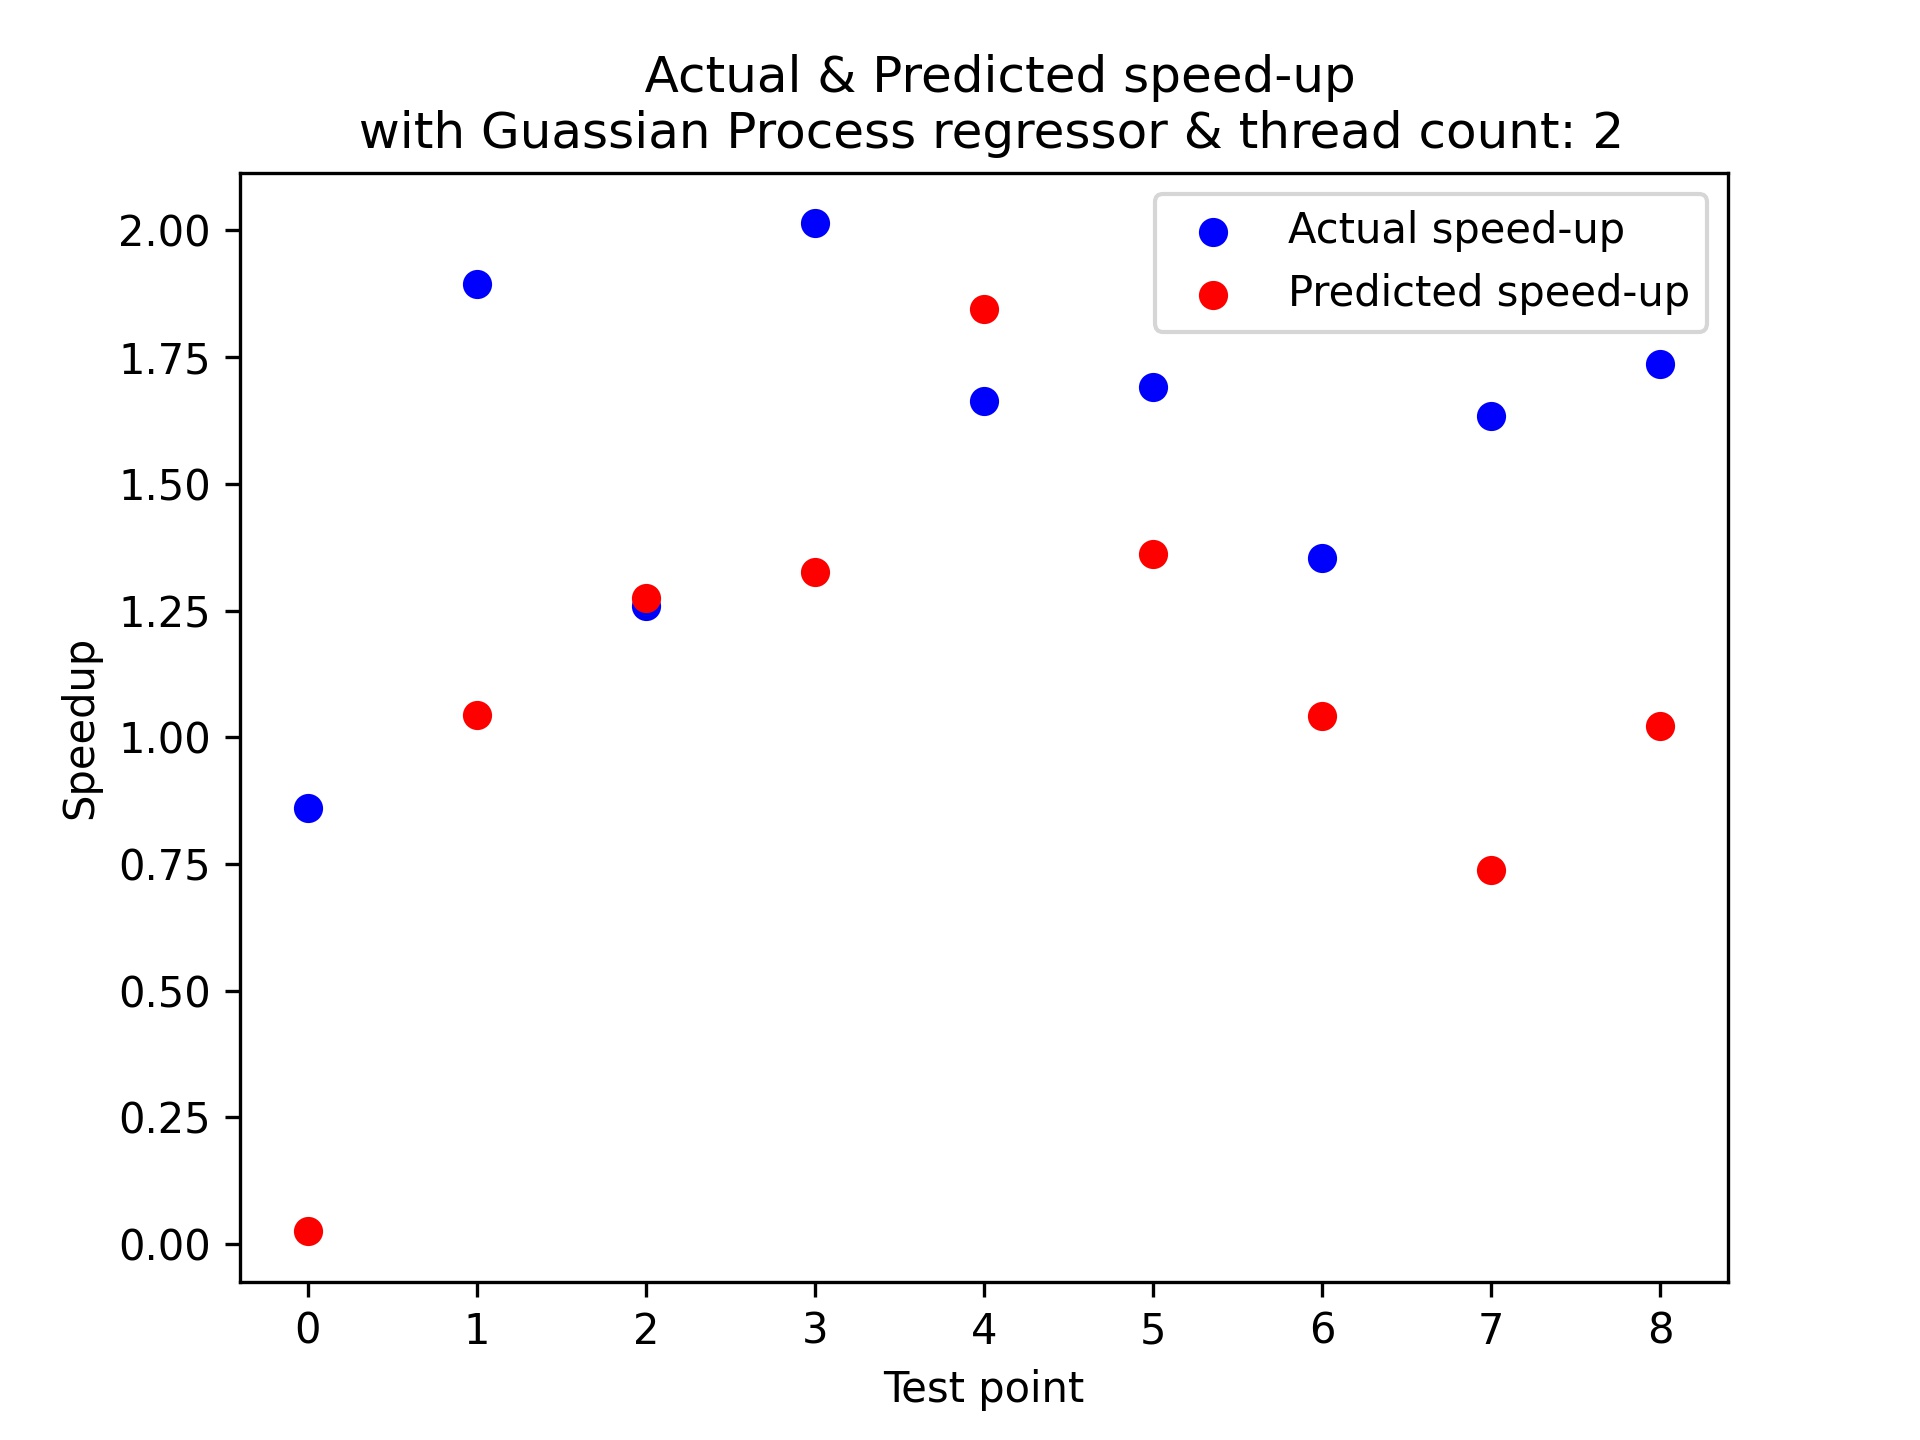 Actual & Predicted speed-up
with Guassian Process regressor & thread count: 2
Actual speed-up
Predicted speed-up
2.00
1.75
1.50
1.25
1.00
0.75
0.50
0.25
0.00
Speedup
0 1 2 3 4 5 6 7 8
Test point